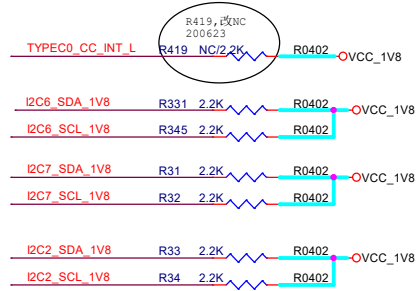 R419,改NC
200623
TYPEC0_CC_INT_L R419 NC/2.2K R0402 VCC_1V8
I2C6_SDA_1V8 R331 2.2K R0402 VCC_1V8
I2C6_SCL_1V8 R345 2.2K R0402
I2C7_SDA_1V8 R31 2.2K R0402 VCC_1V8
I2C7_SCL_1V8 R32 2.2K R0402
I2C2_SDA_1V8 R33 2.2K R0402 VCC_1V8
I2C2_SCL_1V8 R34 2.2K R0402